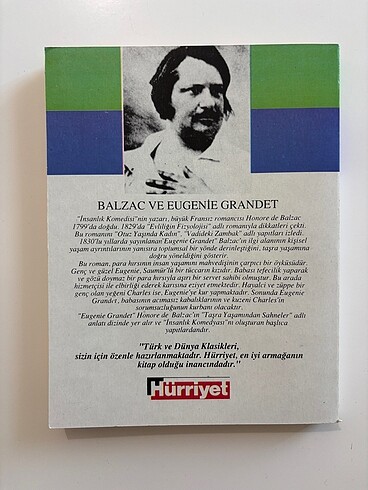 BALZAC VE EUGENIE GRANDET
"İnsanlık Komedisi"nin yazarı, büyük Fransız romancısı Honore de Balzac
1799'da doğdu. 1829'da "Evliliğin Fizyolojisi" adlı romanıyla dikkatleri çekti.
Bu romanını "Otuz Yaşında Kadın", "Vadideki Zambak" adlı yapıtları izledi.
1830'lu yıllarda yayınlanan"Eugenie Grandet" Balzac'ın ilgi alanının kişisel
yaşam ayrıntılarının yansıtıra toplumsal bir yönde derinleştiğini, taşra yaşamına
doğru yöneldiğini gösterir.
Bu roman, para hırsının insan yaşamını mahvedişinin çarpıcı bir öyküsüdür.
Genç ve güzel Eugenie, Saumür'lü bir tüccarın kızıdır. Babası tefecilik yaparak
ve gözü doymaz bir para hırsıyla aşırı bir servet sahibi olmuştur. Bu arada
hizmetçisi ile elbirliği ederek karısına eziyet etmektedir. Hayalci ve züppe bir
genç olan yeğeni Charles ise, Eugenie'ye kur yapmaktadır. Sonunda Eugenie
Grandet, babasının acımasız kabalıklarının ve kuzeni Charles'in
sorumsuzluğunun kurbanı olacaktır.
"Eugenie Grandet" Honore de Balzac'ın "Taşra Yaşamından Sahneler" adlı
anlatı dizinde yer alır ve "İnsanlık Komedyası"nı oluşturan başlıca
yapıtlardandır.
"Türk ve Dünya Klasikleri,
sizin için özenle hazırlanmaktadır. Hürriyet, en iyi armağanın
kitap olduğu inancındadır."
Hürriyet